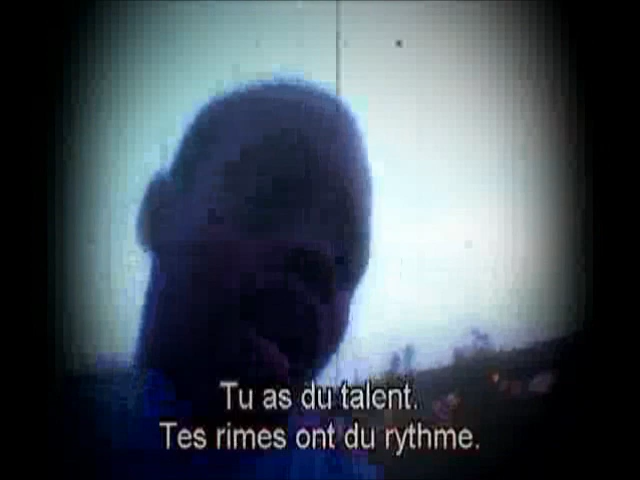 Tu as du talent.
Tes rimes ont du rythme.